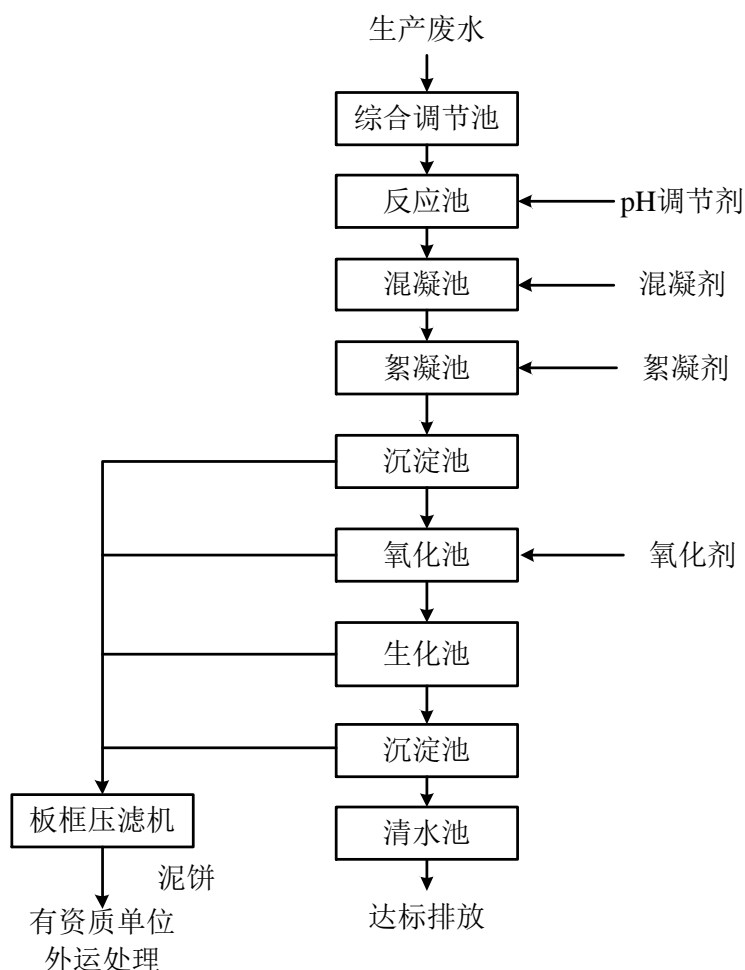 生产废水
综合调节池
反应池
pH调节剂
混凝池
混凝剂
絮凝池
絮凝剂
沉淀池
氧化池
氧化剂
生化池
沉淀池
板框压滤机
清水池
泥饼
有资质单位
外运处理
达标排放